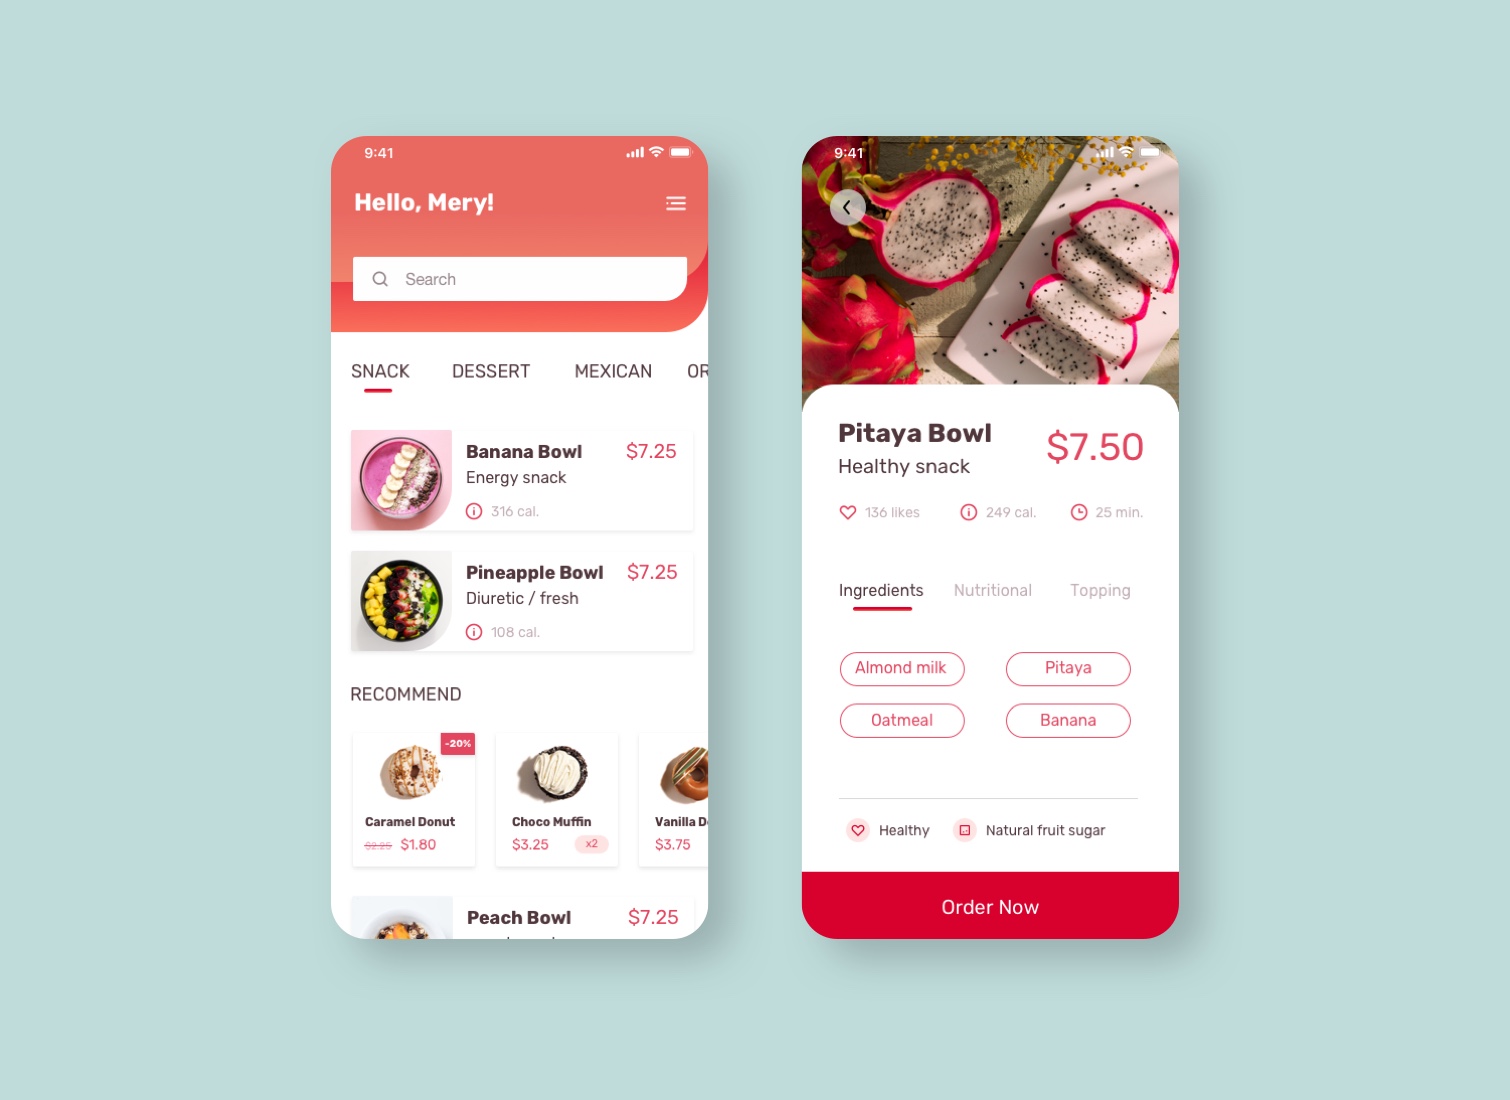 9:41
Hello, Mery!
Search
SNACK DESSERT MEXICAN OR
Banana Bowl $7.25
Energy snack
316 cal.
Pineapple Bowl $7.25
Diuretic / fresh
108 cal.
RECOMMEND
-20%
Caramel Donut
$2.25 $1.80
Choco Muffin
$3.25 x2
Vanilla D
$3.75
Peach Bowl $7.25
9:41
Pitaya Bowl
$7.50
Healthy snack
136 likes 249 cal. 25 min.
Ingredients Nutritional Topping
Almond milk Pitaya
Oatmeal Banana
Healthy Natural fruit sugar
Order Now